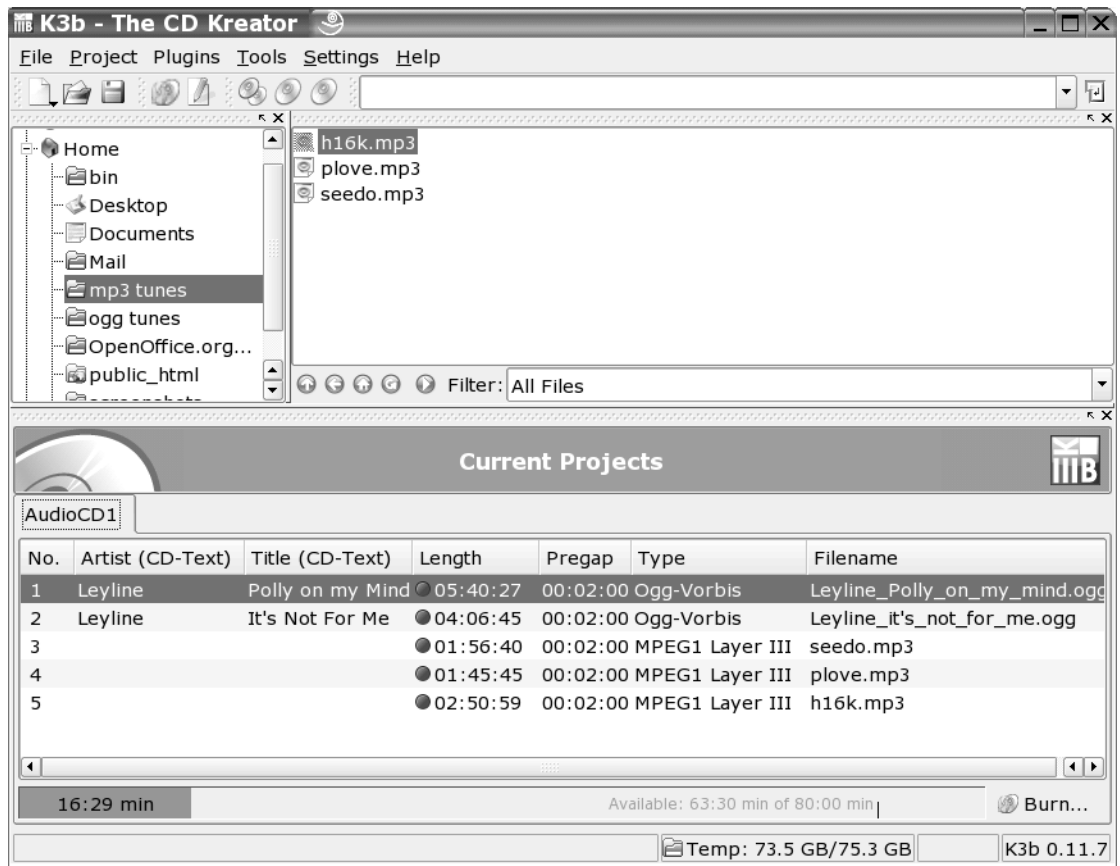 K3b - The CD Kreator
File Project Plugins Tools Settings Help
Home
bin
Desktop
Documents
Mail
mp3 tunes
ogg tunes
OpenOffice.org...
public_html
h16k.mp3
plove.mp3
seedo.mp3
Filter: All Files
Current Projects
K3B
AudioCD1
No. Artist (CD-Text) Title (CD-Text) Length Pregap Type Filename
1 Leyline Polly on my Mind 05:40:27 00:02:00 Ogg-Vorbis Leyline_Polly_on_my_mind.ogg
2 Leyline It's Not For Me 04:06:45 00:02:00 Ogg-Vorbis Leyline_it's_not_for_me.ogg
3 01:56:40 00:02:00 MPEG1 Layer III seedo.mp3
4 01:45:45 00:02:00 MPEG1 Layer III plove.mp3
5 02:50:59 00:02:00 MPEG1 Layer III h16k.mp3
16:29 min Available: 63:30 min of 80:00 min Burn...
Temp: 73.5 GB/75.3 GB K3b 0.11.7